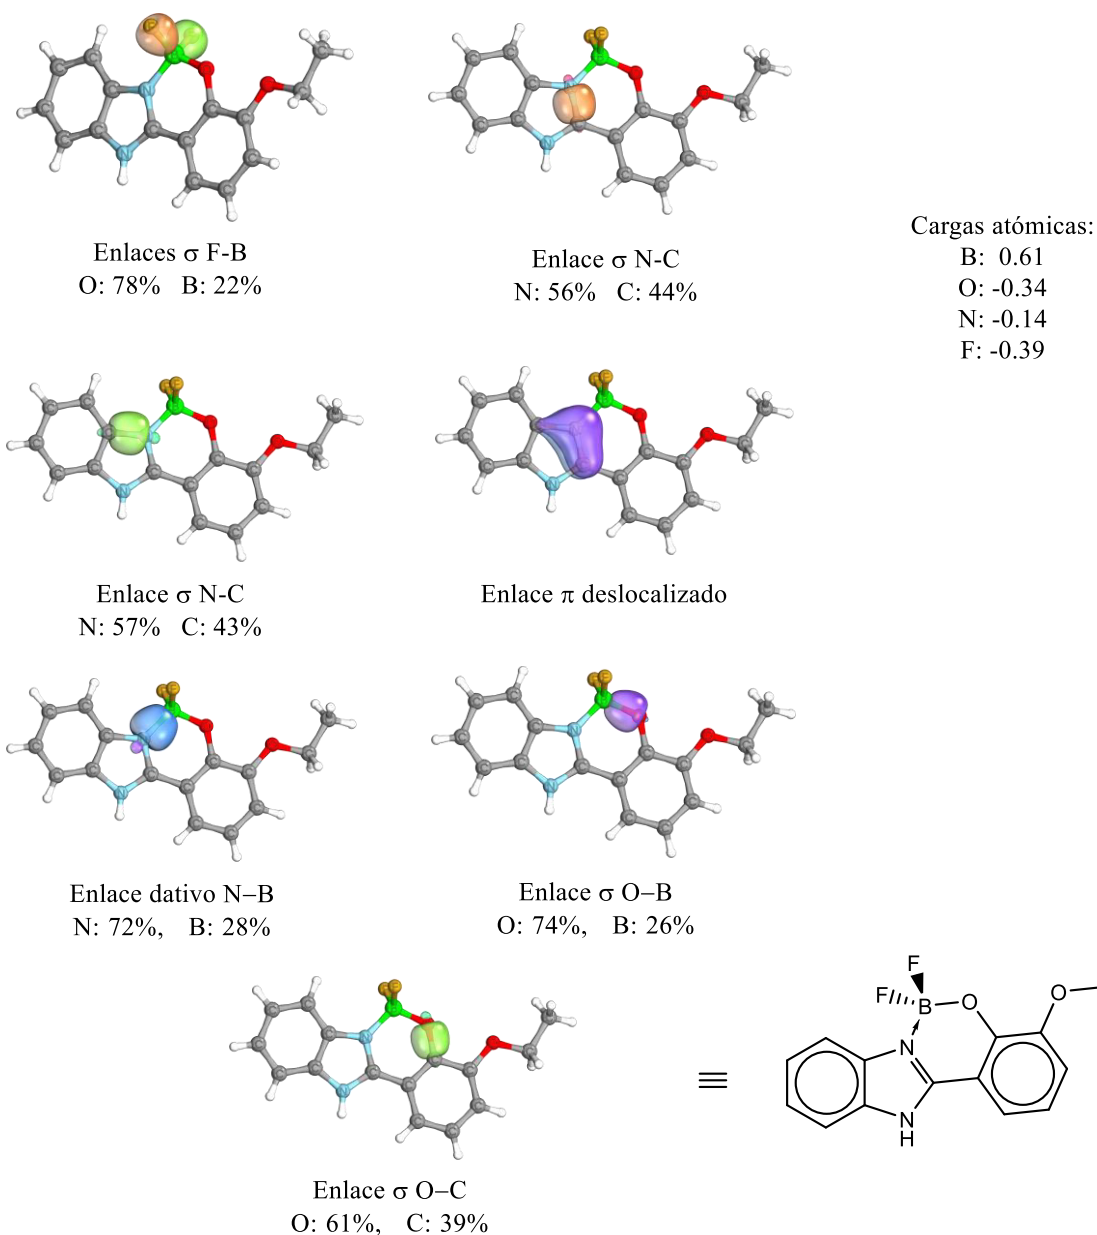 Enlaces σ F-B
O: 78% B: 22%
Enlace σ N-C
N: 56% C: 44%
Cargas atómicas:
B: 0.61
O: -0.34
N: -0.14
F: -0.39
Enlace σ N-C
N: 57% C: 43%
Enlace π deslocalizado
Enlace dativo N–B
N: 72%, B: 28%
Enlace σ O–B
O: 74%, B: 26%
Enlace σ O–C
O: 61%, C: 39%
≡
F
F
B
O
O
N
N
H